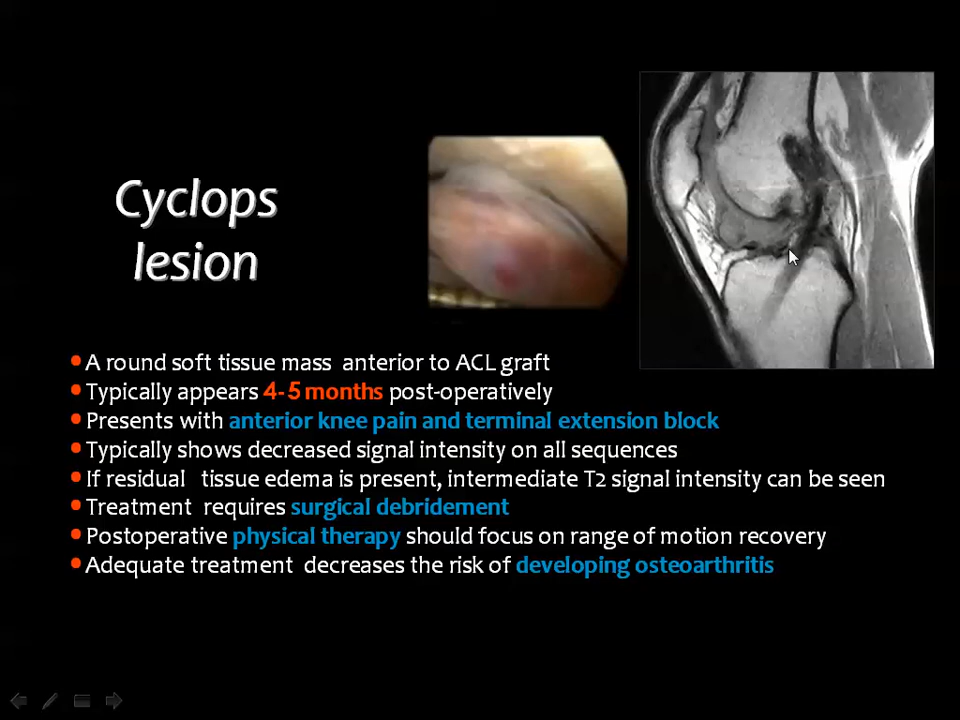 Cyclops
lesion
• A round soft tissue mass anterior to ACL graft
• Typically appears 4-5 months post-operatively
• Presents with anterior knee pain and terminal extension block
• Typically shows decreased signal intensity on all sequences
• If residual tissue edema is present, intermediate T2 signal intensity can be seen
• Treatment requires surgical debridement
• Postoperative physical therapy should focus on range of motion recovery
• Adequate treatment decreases the risk of developing osteoarthritis